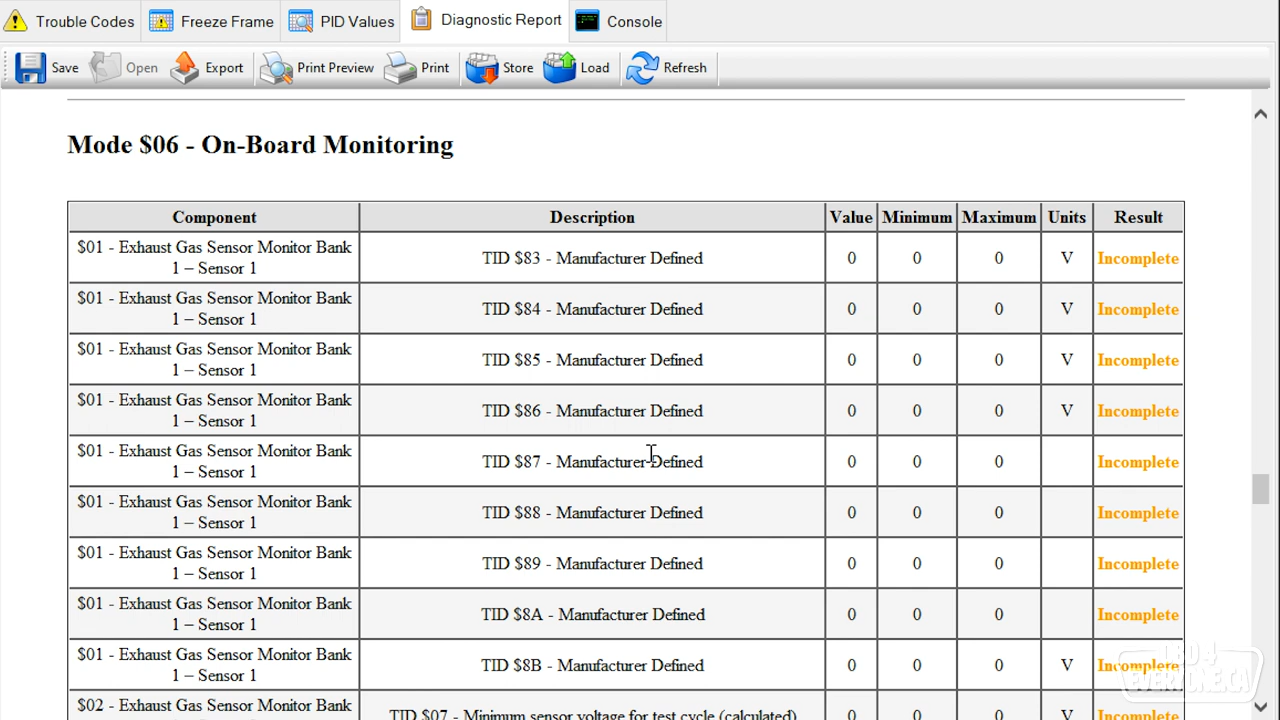 Trouble Codes Freeze Frame PID Values Diagnostic Report Console
Save Open Export Print Preview Print Store Load Refresh
Mode $06 - On-Board Monitoring
Component Description Value Minimum Maximum Units Result
$01 - Exhaust Gas Sensor Monitor Bank
1 – Sensor 1
TID $83 - Manufacturer Defined 0 0 0 V Incomplete
$01 - Exhaust Gas Sensor Monitor Bank
1 – Sensor 1
TID $84 - Manufacturer Defined 0 0 0 V Incomplete
$01 - Exhaust Gas Sensor Monitor Bank
1 – Sensor 1
TID $85 - Manufacturer Defined 0 0 0 V Incomplete
$01 - Exhaust Gas Sensor Monitor Bank
1 – Sensor 1
TID $86 - Manufacturer Defined 0 0 0 V Incomplete
$01 - Exhaust Gas Sensor Monitor Bank
1 – Sensor 1
TID $87 - Manufacturer Defined 0 0 0 Incomplete
$01 - Exhaust Gas Sensor Monitor Bank
1 – Sensor 1
TID $88 - Manufacturer Defined 0 0 0 Incomplete
$01 - Exhaust Gas Sensor Monitor Bank
1 – Sensor 1
TID $89 - Manufacturer Defined 0 0 0 Incomplete
$01 - Exhaust Gas Sensor Monitor Bank
1 – Sensor 1
TID $8A - Manufacturer Defined 0 0 0 Incomplete
$01 - Exhaust Gas Sensor Monitor Bank
1 – Sensor 1
TID $8B - Manufacturer Defined 0 0 0 V Incomplete
$02 - Exhaust Gas Sensor Monitor Bank
TID $07 - Minimum sensor voltage for test cycle (calculated) 0 0 0 V Incomplete
EVERYONE.CA